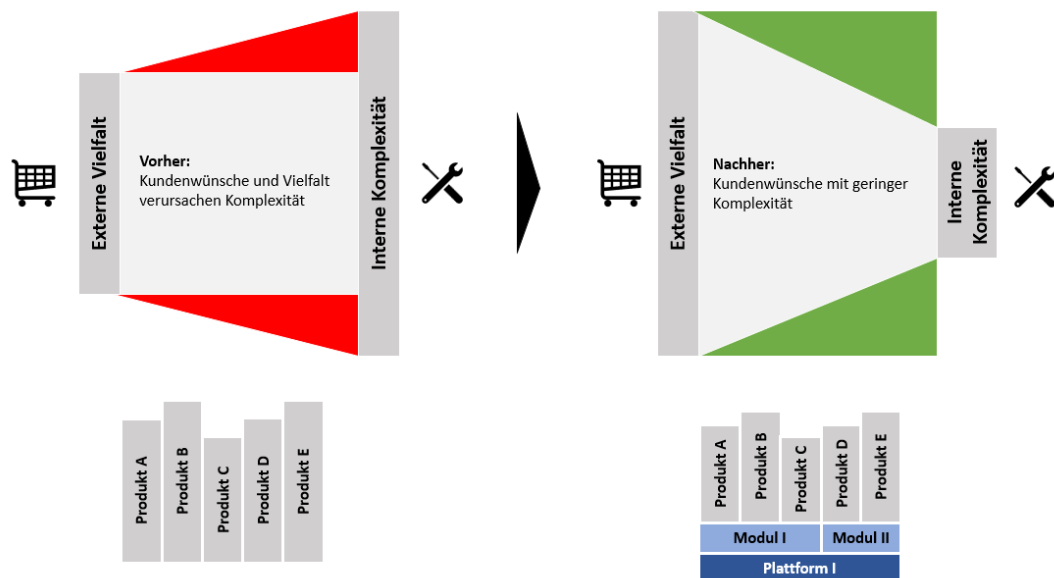 Externe Vielfalt
Vorher:
Kundenwünsche und Vielfalt
verursachen Komplexität
Interne Komplexität
Externe Vielfalt
Nachher:
Kundenwünsche mit geringer
Komplexität
Interne
Komplexität
Produkt A
Produkt B
Produkt C
Produkt D
Produkt E
Produkt A
Produkt B
Produkt C
Produkt D
Produkt E
Modul I
Modul II
Plattform I